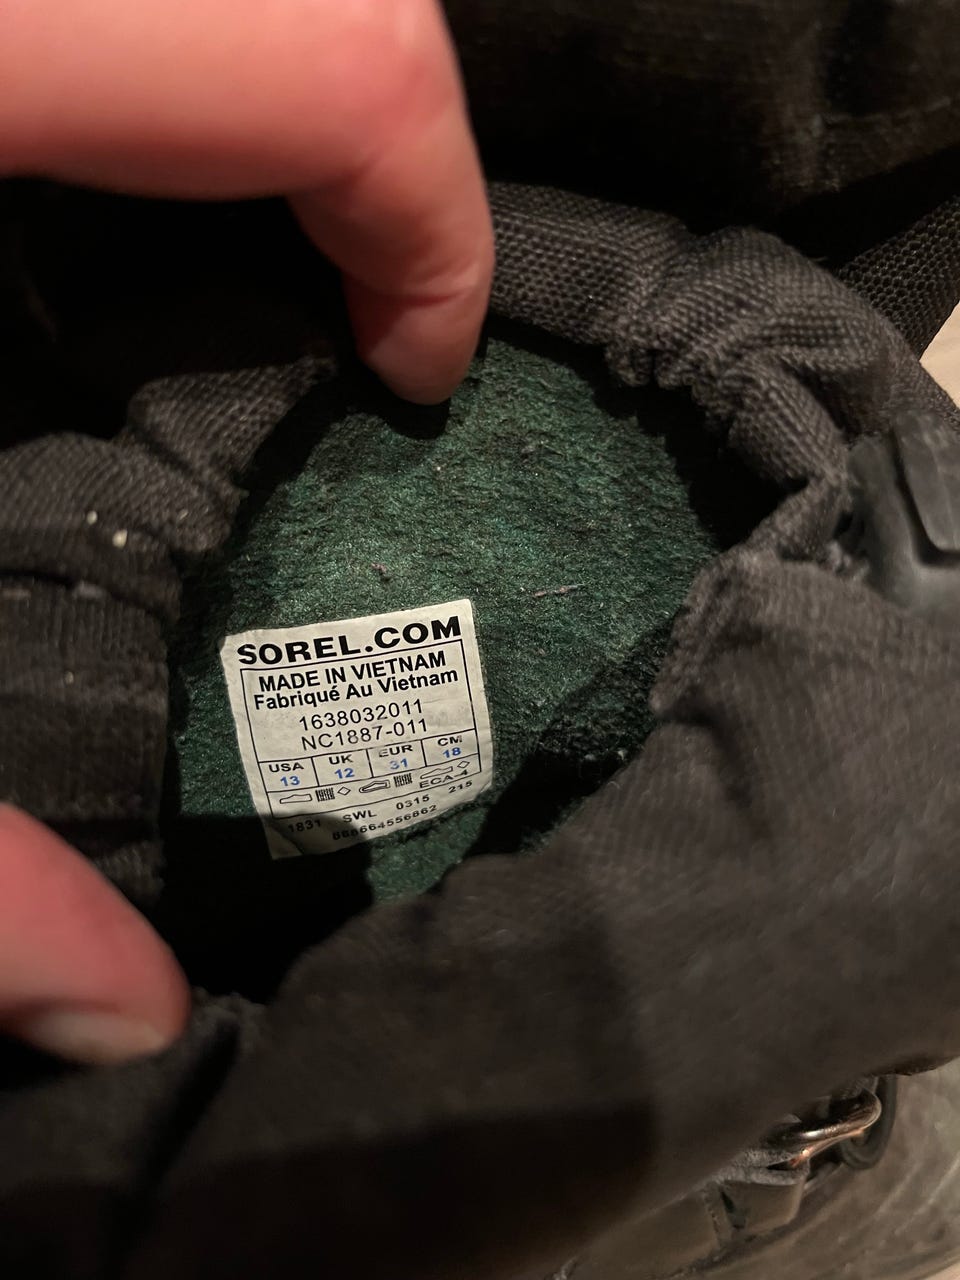 SOREL.COM
MADE IN VIETNAM
Fabriqué Au Vietnam
1638032011
NC1887-011
USA UK EUR CM
13 12 31 18
ECA-4
1831 SWL 0315 215
888664556862